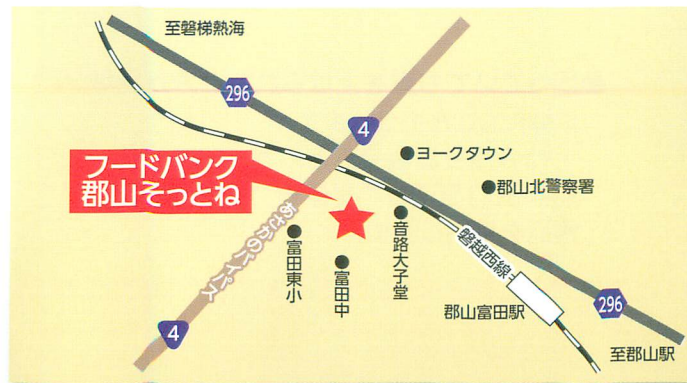 至磐梯熱海
296
4
ヨークタウン
フードバンク
郡山そっとね
郡山北警察署
あさかのバイパス
富田東小
富田中
音路大子堂
磐越西線
郡山富田駅
296
4
至郡山駅